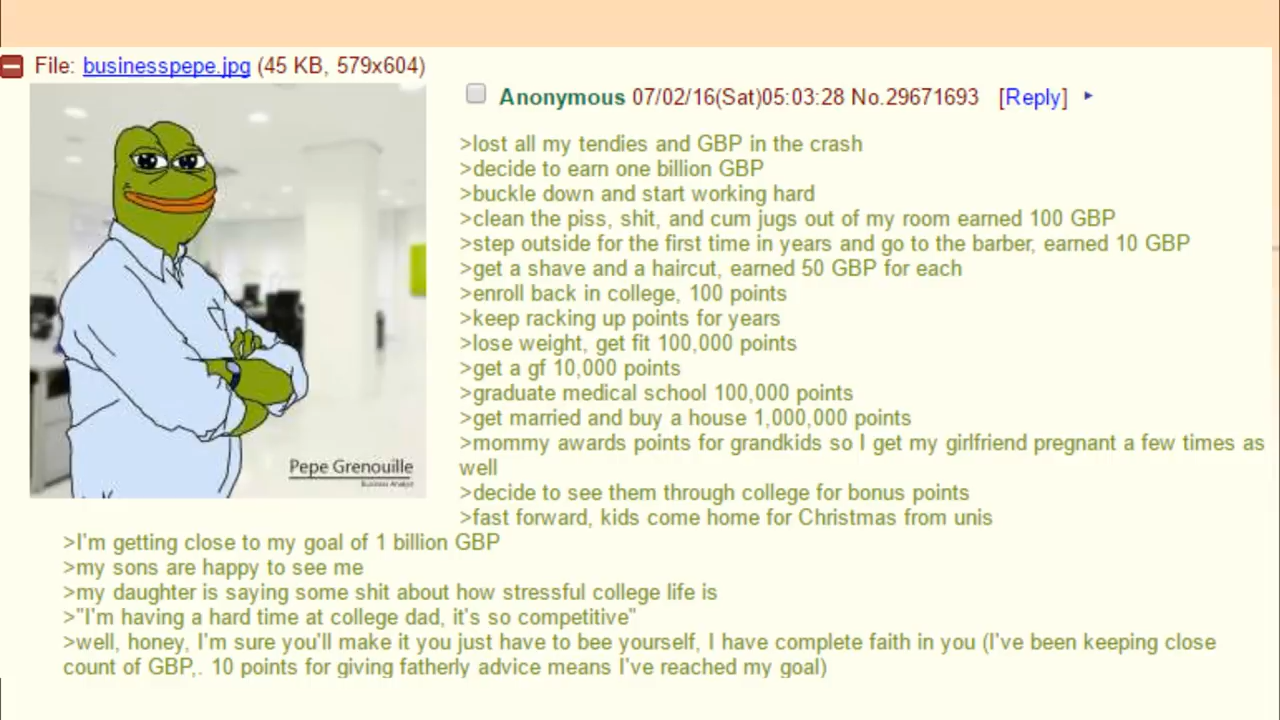 File: businesspepe.jpg (45 KB, 579x604)
Anonymous 07/02/16(Sat)05:03:28 No.29671693 [Reply] ▸
>lost all my tendies and GBP in the crash
>decide to earn one billion GBP
>buckle down and start working hard
>clean the piss, shit, and cum jugs out of my room earned 100 GBP
>step outside for the first time in years and go to the barber, earned 10 GBP
>get a shave and a haircut, earned 50 GBP for each
>enroll back in college, 100 points
>keep racking up points for years
>lose weight, get fit 100,000 points
>get a gf 10,000 points
>graduate medical school 100,000 points
>get married and buy a house 1,000,000 points
>mommy awards points for grandkids so I get my girlfriend pregnant a few times as
well
>decide to see them through college for bonus points
>fast forward, kids come home for Christmas from unis
Pepe Grenouille
Business Analyst
>I'm getting close to my goal of 1 billion GBP
>my sons are happy to see me
>my daughter is saying some shit about how stressful college life is
>"I'm having a hard time at college dad, it's so competitive"
>well, honey, I'm sure you'll make it you just have to bee yourself, I have complete faith in you (I've been keeping close
count of GBP,. 10 points for giving fatherly advice means I've reached my goal)